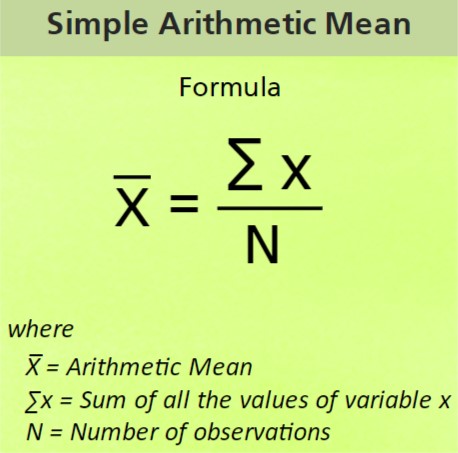 Simple Arithmetic Mean
Formula
X̅ = ∑ x
N
where
X̅ = Arithmetic Mean
∑x = Sum of all the values of variable x
N = Number of observations